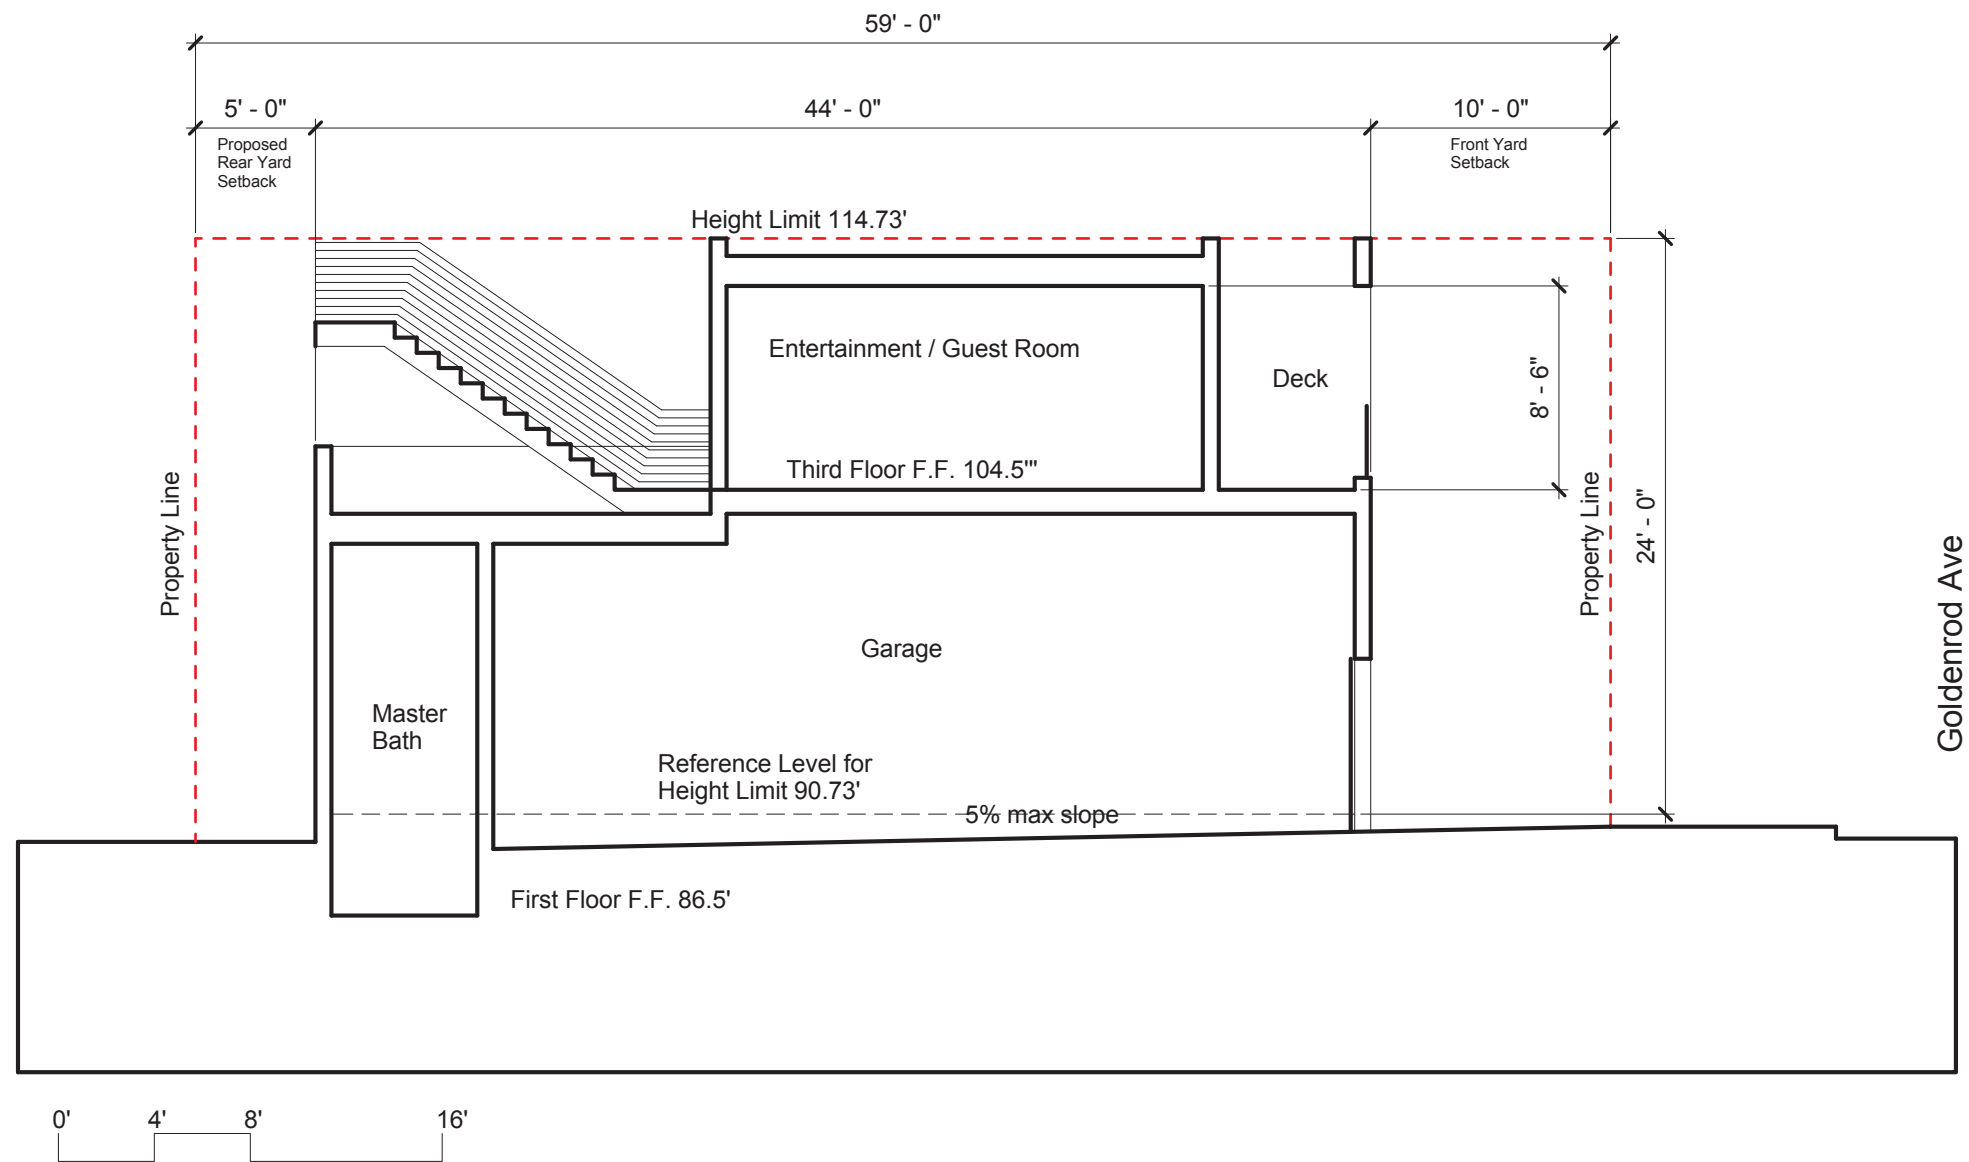 59' - 0"
5' - 0"
44' - 0"
10' - 0"
Proposed
Rear Yard
Setback
Front Yard
Setback
Height Limit 114.73'
Entertainment / Guest Room
Deck
8' - 6"
Third Floor F.F. 104.5'"
Property Line
Property Line
24' - 0"
Goldenrod Ave
Garage
Master
Bath
Reference Level for
Height Limit 90.73'
5% max slope
First Floor F.F. 86.5'
0' 4' 8' 16'